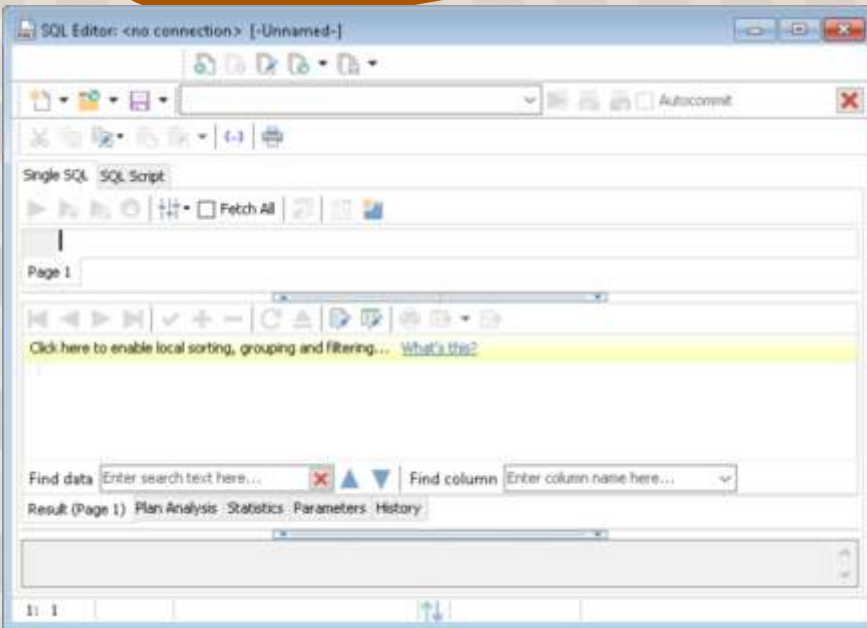 SQL Editor: <no connection> [-Unnamed-]
Autocommit
Single SQL SQL Script
Fetch All
Page 1
Click here to enable local sorting, grouping and filtering... What's this?
Find data Enter search text here... Find column Enter column name here...
Result (Page 1) Plan Analysis Statistics Parameters History
1: 1